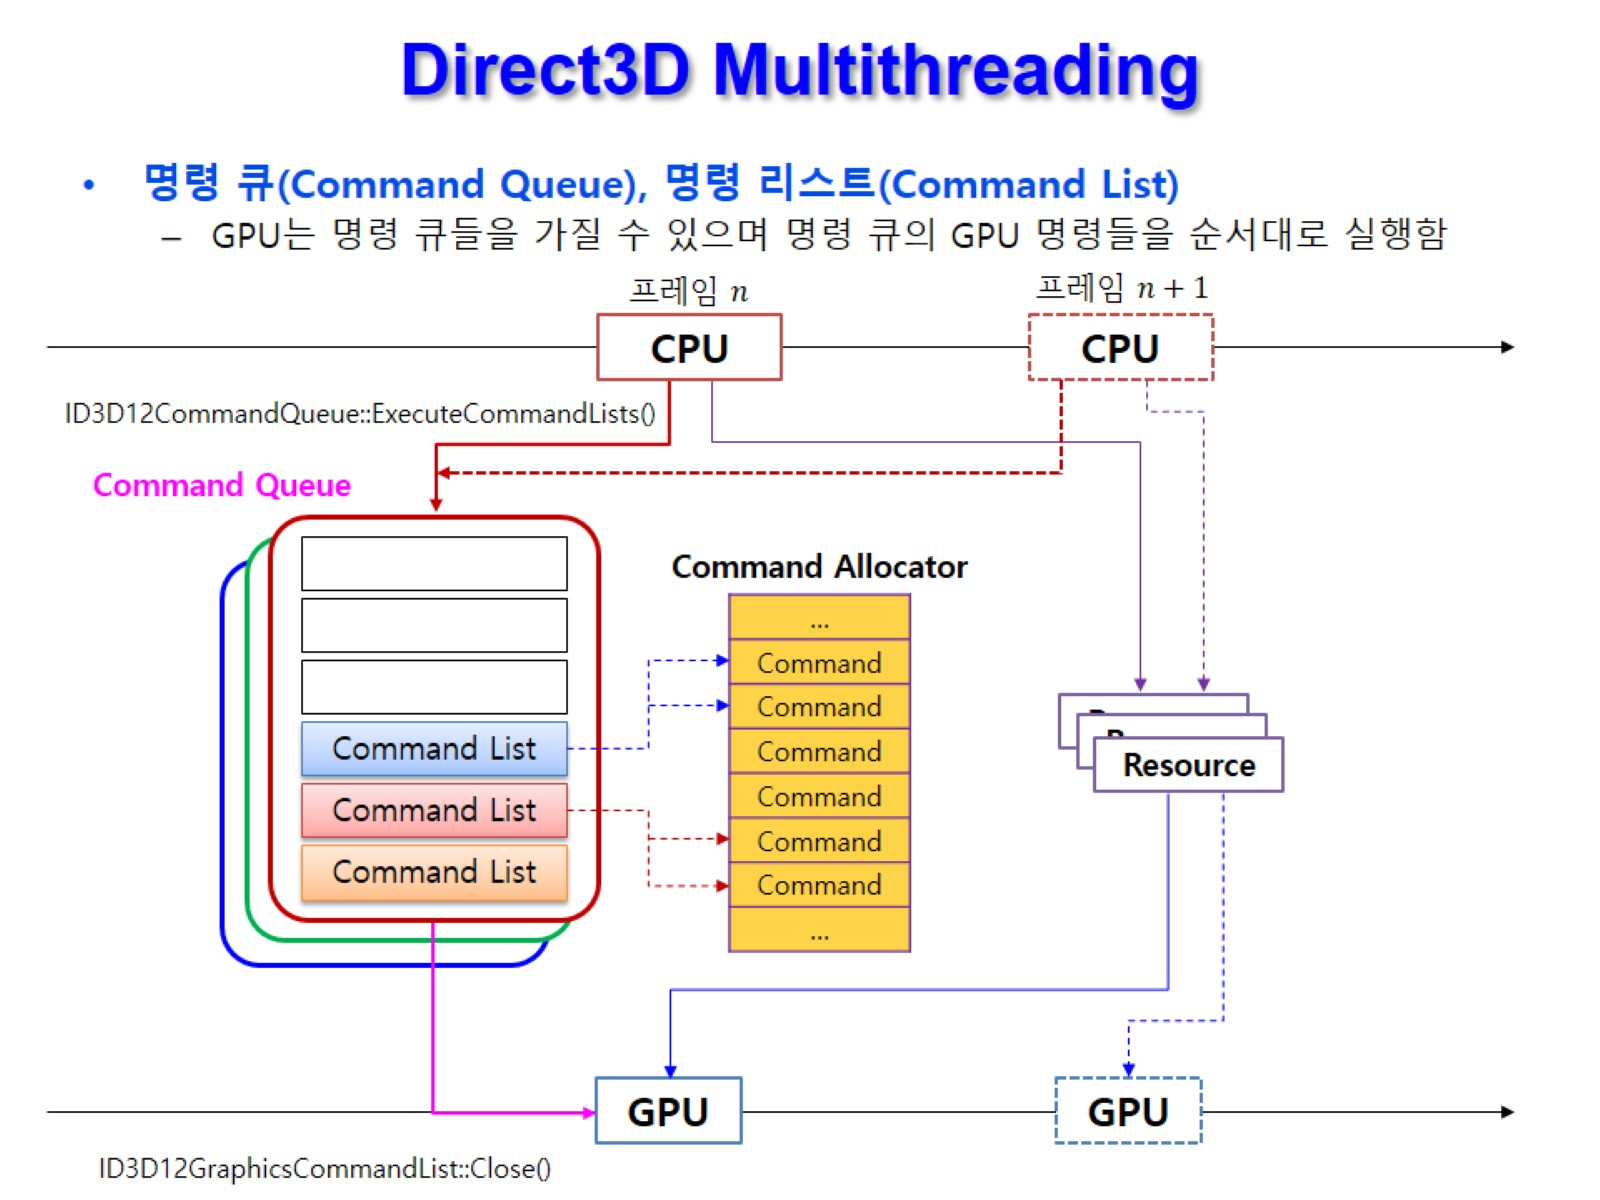 Direct3D Multithreading
• 명령 큐(Command Queue), 명령 리스트(Command List)
– GPU는 명령 큐들을 가질 수 있으며 명령 큐의 GPU 명령들을 순서대로 실행함
프레임 n
프레임 n + 1
CPU
CPU
ID3D12CommandQueue::ExecuteCommandLists()
Command Queue
Command Allocator
...
Command
Command
Command
Command
Command
Command
...
Command List
Command List
Command List
Resource
GPU
GPU
ID3D12GraphicsCommandList::Close()